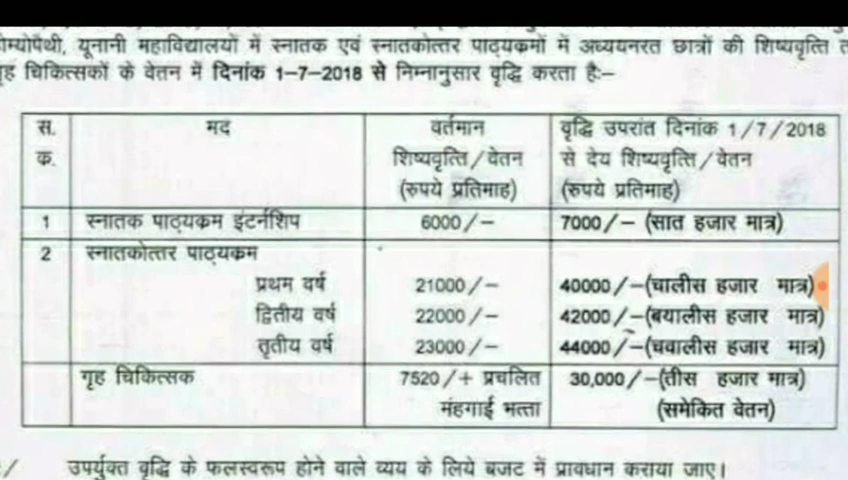 होम्योपैथी, यूनानी महाविद्यालयों में स्नातक एवं स्नातकोत्तर पाठ्यक्रमों में अध्ययनरत छात्रों की शिष्यवृत्ति
गृह चिकित्सकों के वेतन में दिनांक 1-7-2018 से निम्नानुसार वृद्धि करता है:-
स.क्र. मद वर्तमान शिष्यवृत्ति/वेतन (रुपये प्रतिमाह) वृद्धि उपरांत दिनांक 1/7/2018 से देय शिष्यवृत्ति/वेतन (रुपये प्रतिमाह)
1 स्नातक पाठ्यक्रम इंटर्नशिप 6000/- 7000/- (सात हजार मात्र)
2 स्नातकोत्तर पाठ्यक्रम
प्रथम वर्ष 21000/- 40000/-(चालीस हजार मात्र)
द्वितीय वर्ष 22000/- 42000/-(बयालीस हजार मात्र)
तृतीय वर्ष 23000/- 44000/-(चवालीस हजार मात्र)
गृह चिकित्सक 7520/+ प्रचलित 30,000/-(तीस हजार मात्र)
मंहगाई भत्ता (समेकित वेतन)
उपर्युक्त वृद्धि के फलस्वरूप होने वाले व्यय के लिये बजट में प्रावधान कराया जाए।